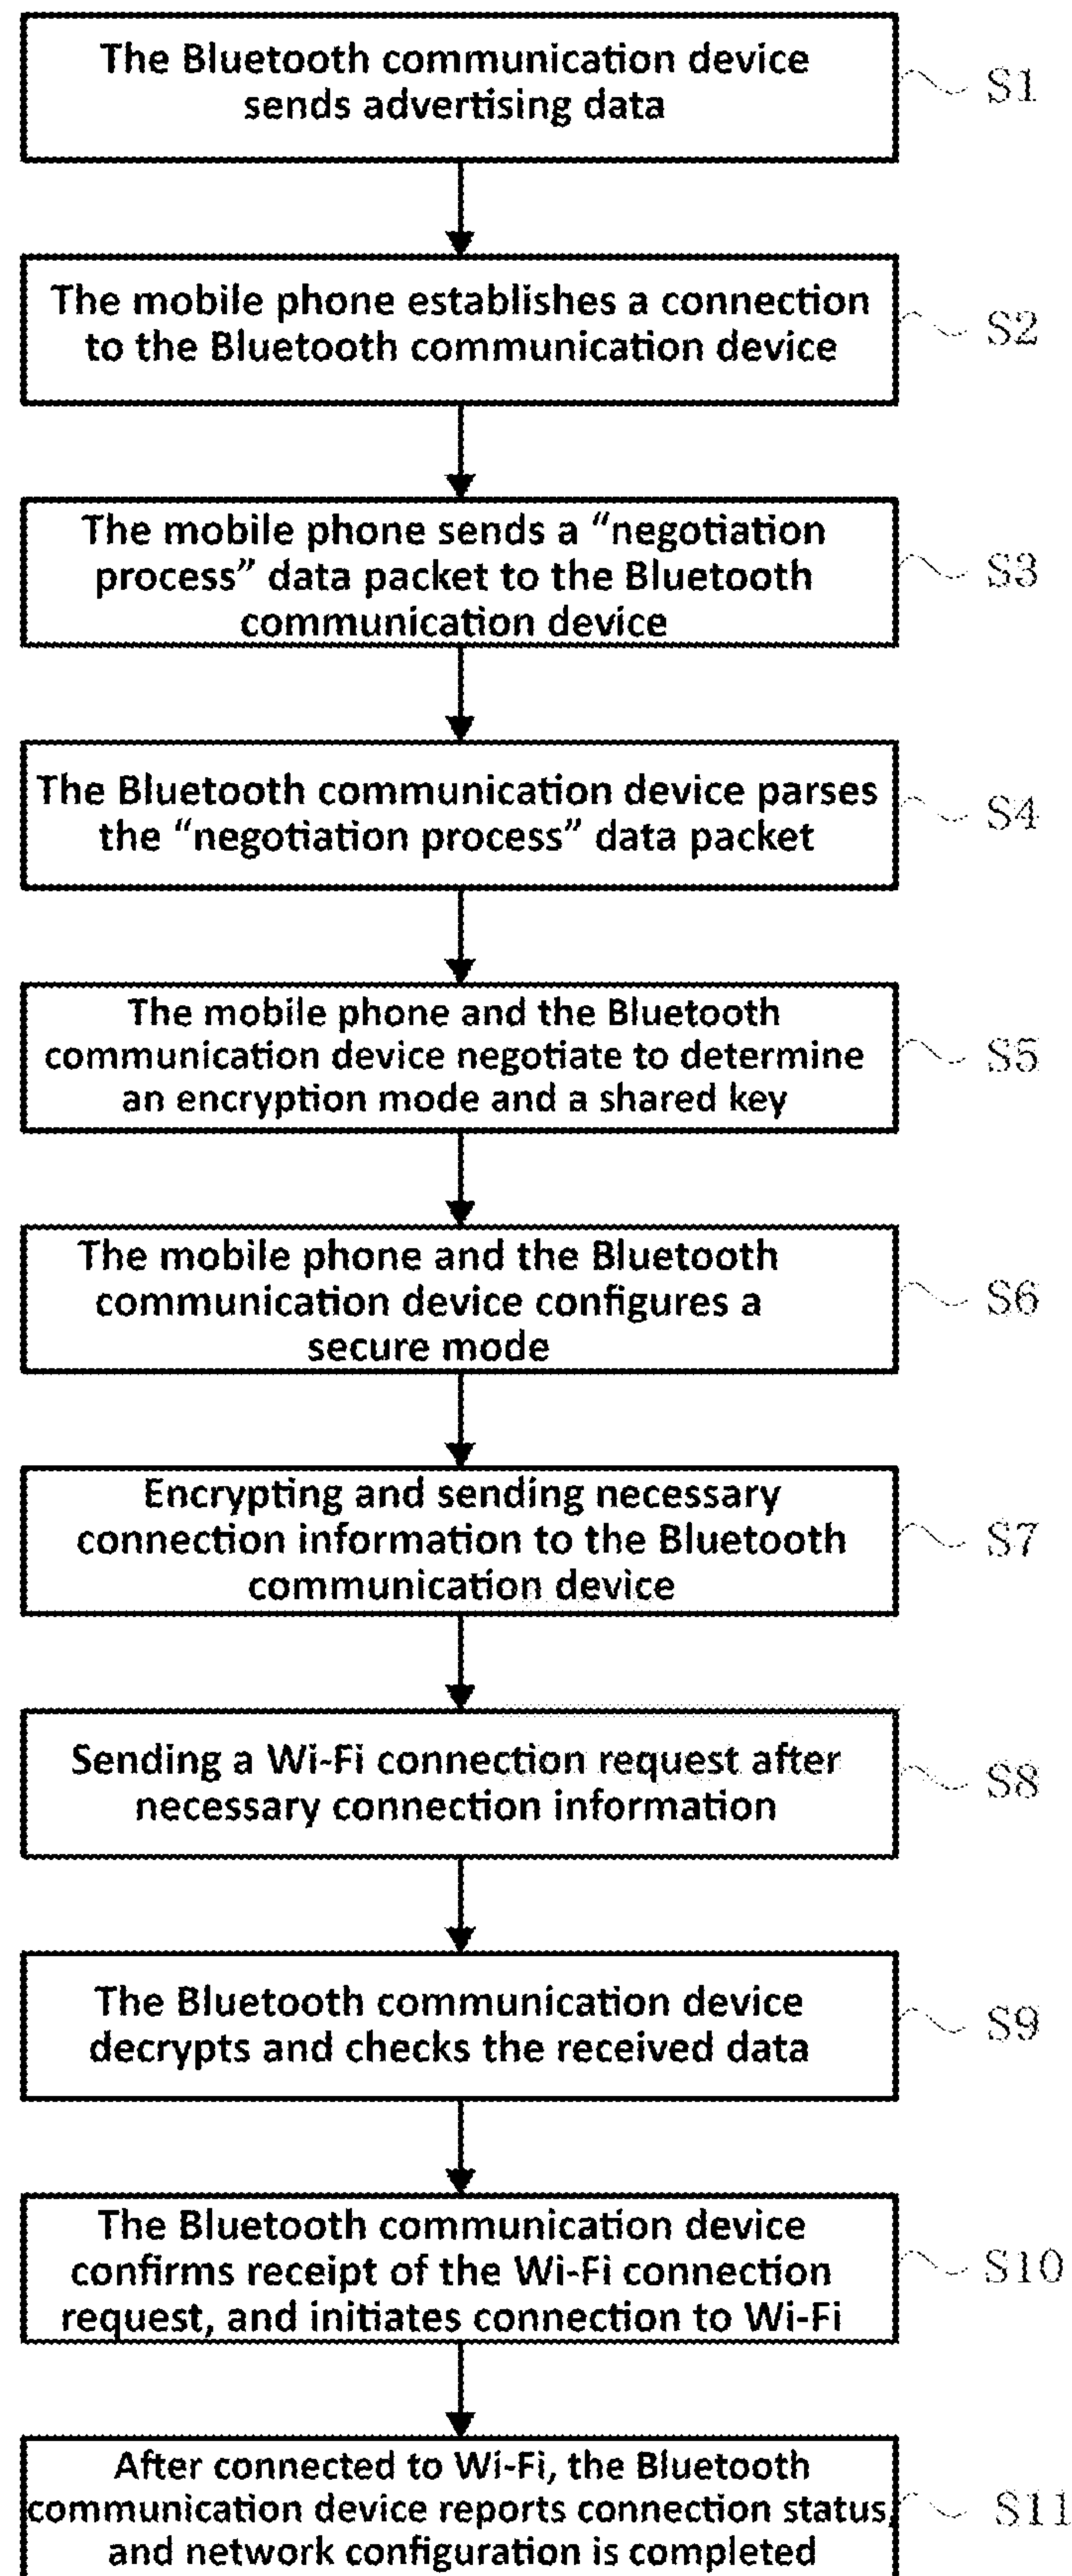 The Bluetooth communication device
sends advertising data
S1
The mobile phone establishes a connection
to the Bluetooth communication device
S2
The mobile phone sends a “negotiation
process” data packet to the Bluetooth
communication device
S3
The Bluetooth communication device parses
the “negotiation process” data packet
S4
The mobile phone and the Bluetooth
communication device negotiate to determine
an encryption mode and a shared key
S5
The mobile phone and the Bluetooth
communication device configures a
secure mode
S6
Encrypting and sending necessary
connection information to the Bluetooth
communication device
S7
Sending a Wi-Fi connection request after
necessary connection information
S8
The Bluetooth communication device
decrypts and checks the received data
S9
The Bluetooth communication device
confirms receipt of the Wi-Fi connection
request, and initiates connection to Wi-Fi
S10
After connected to Wi-Fi, the Bluetooth
communication device reports connection status,
and network configuration is completed
S11